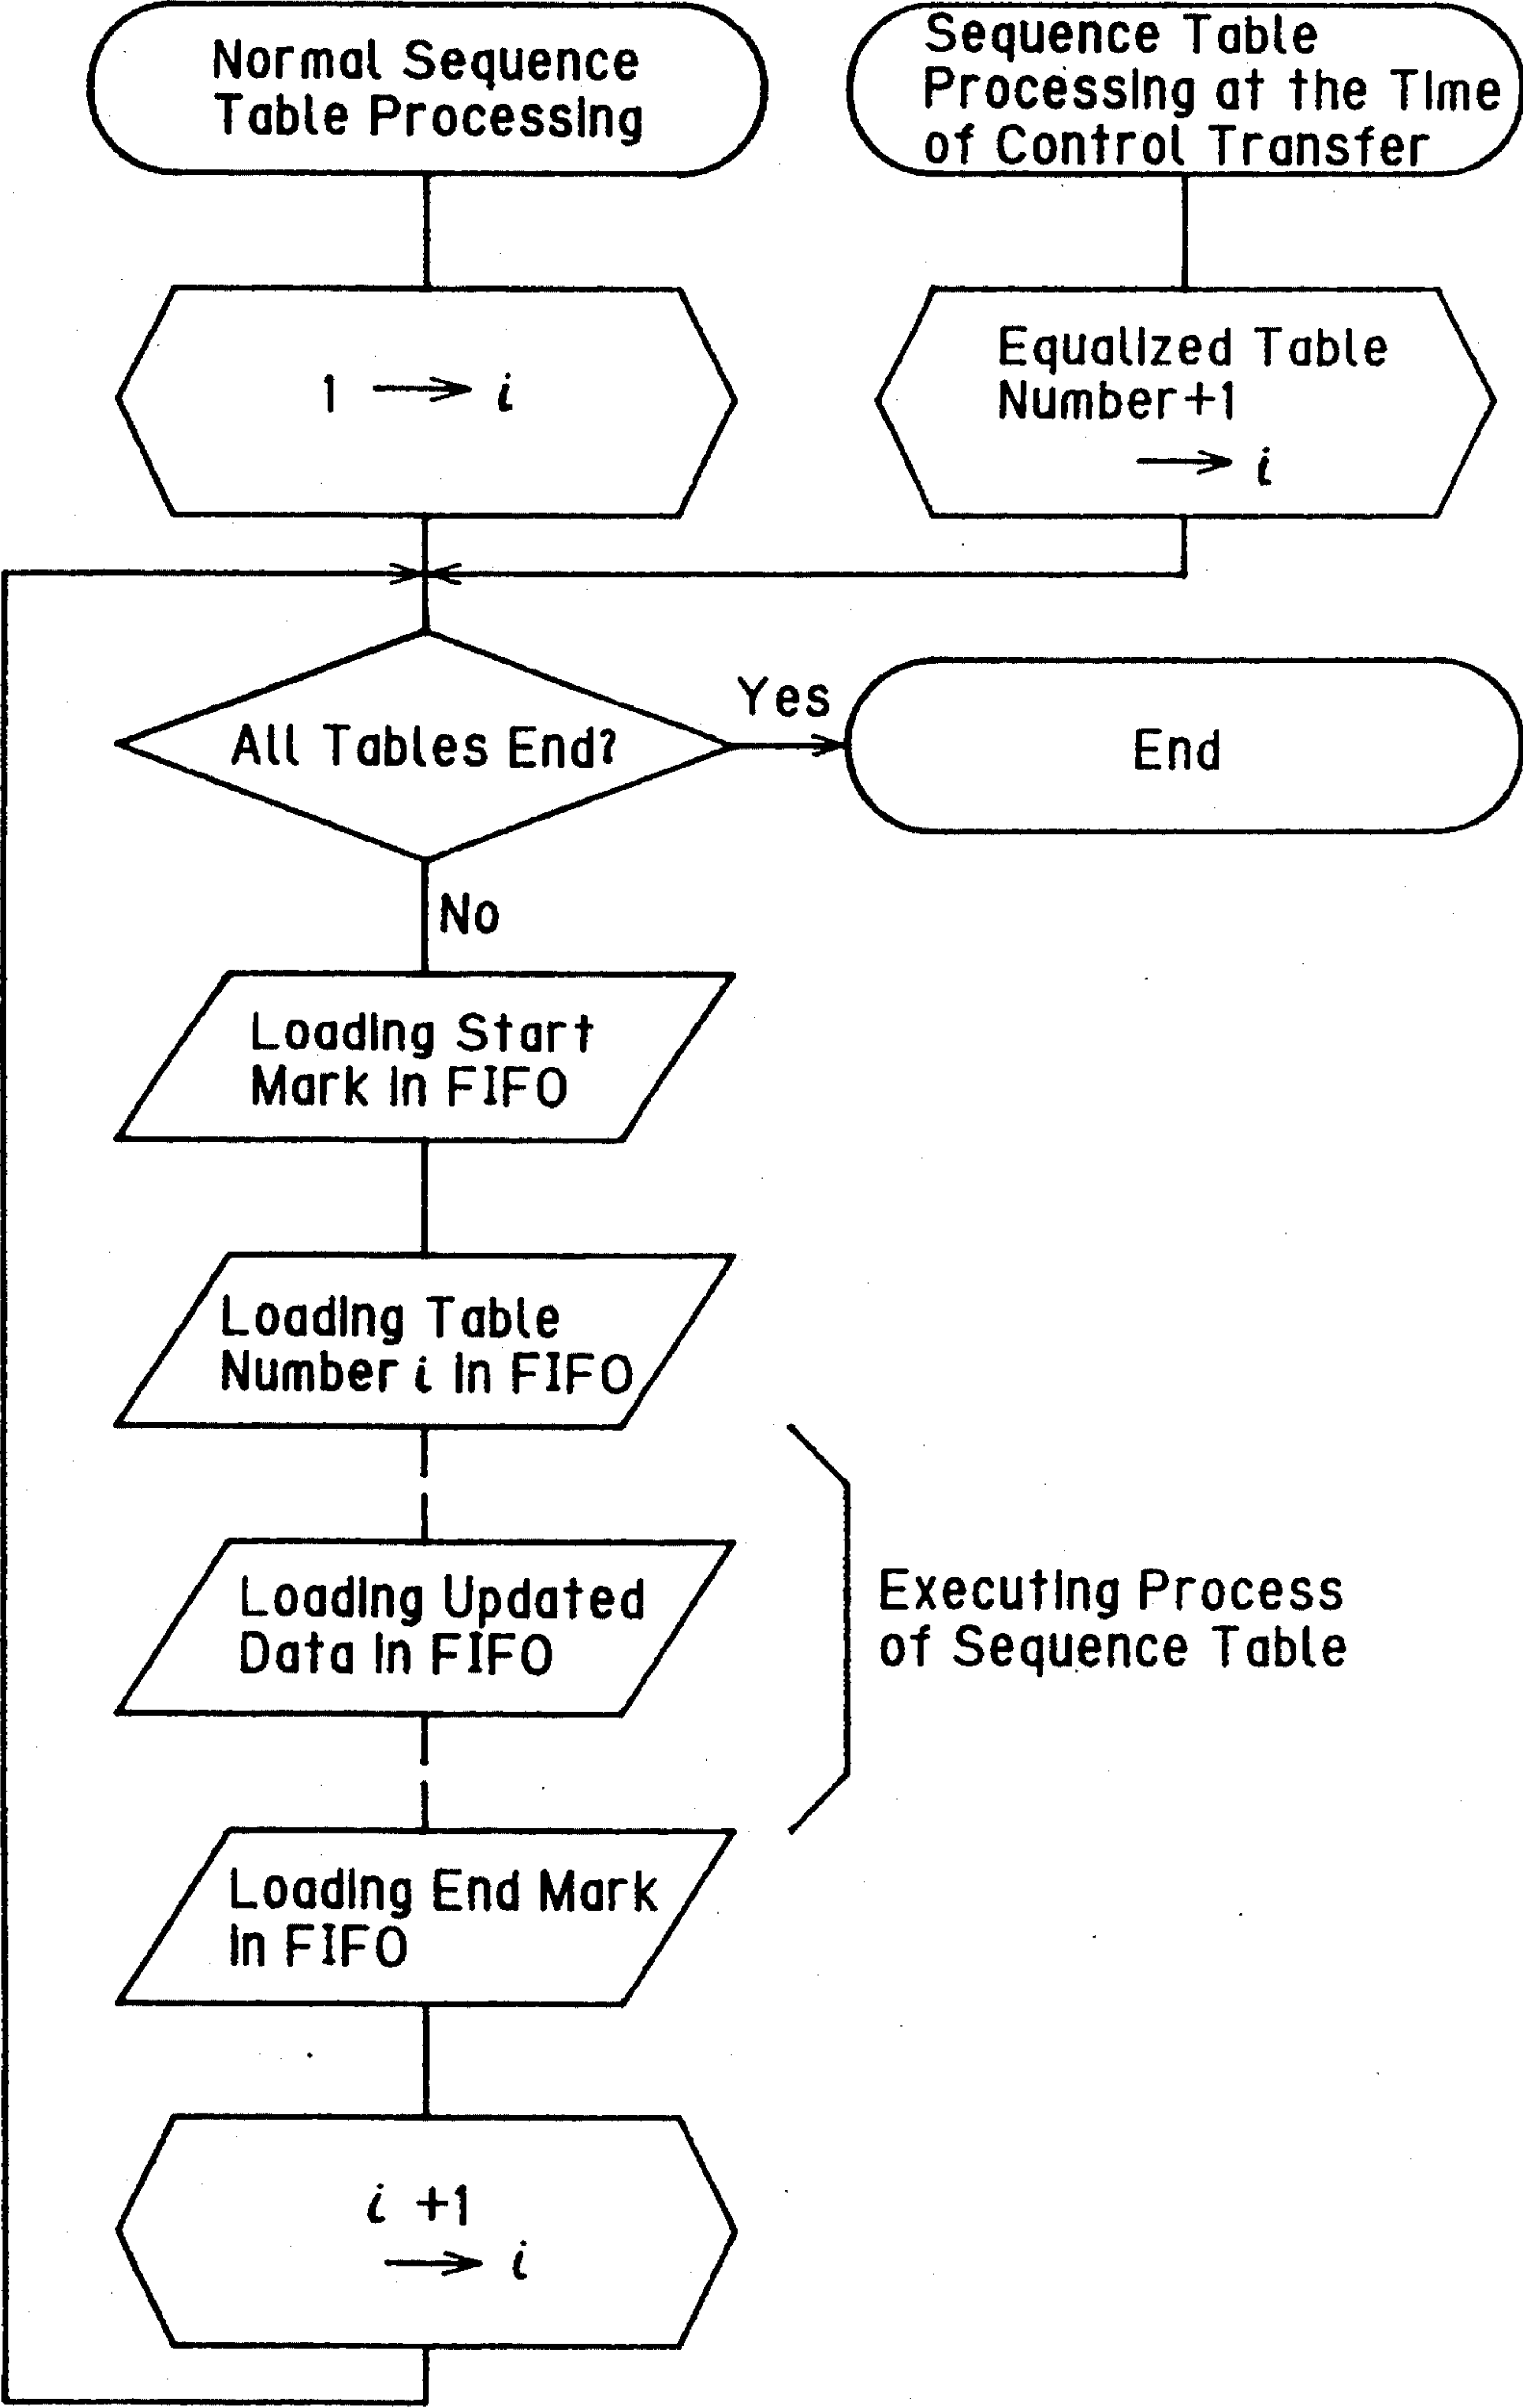 Normal Sequence
Table Processing
Sequence Table
Processing at the Time
of Control Transfer
1 → i
Equalized Table
Number+1
→ i
All Tables End?
Yes
End
No
Loading Start
Mark in FIFO
Loading Table
Number i in FIFO
Loading Updated
Data in FIFO
Executing Process
of Sequence Table
Loading End Mark
in FIFO
i +1
→ i